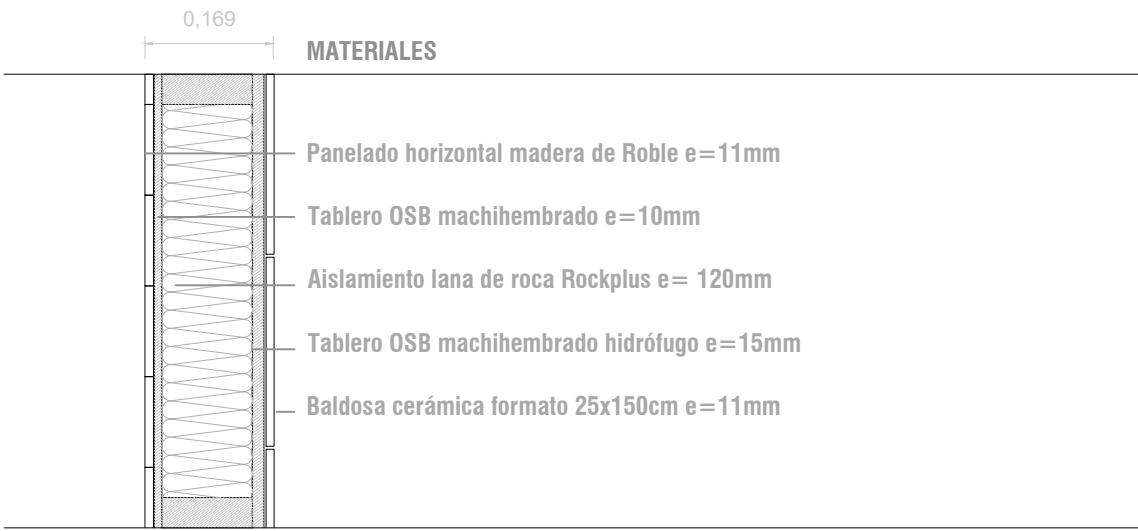 0,169
MATERIALES
Panelado horizontal madera de Roble e=11mm
Tablero OSB machihembrado e=10mm
Aislamiento lana de roca Rockplus e= 120mm
Tablero OSB machihembrado hidrófugo e=15mm
Baldosa cerámica formato 25x150cm e=11mm